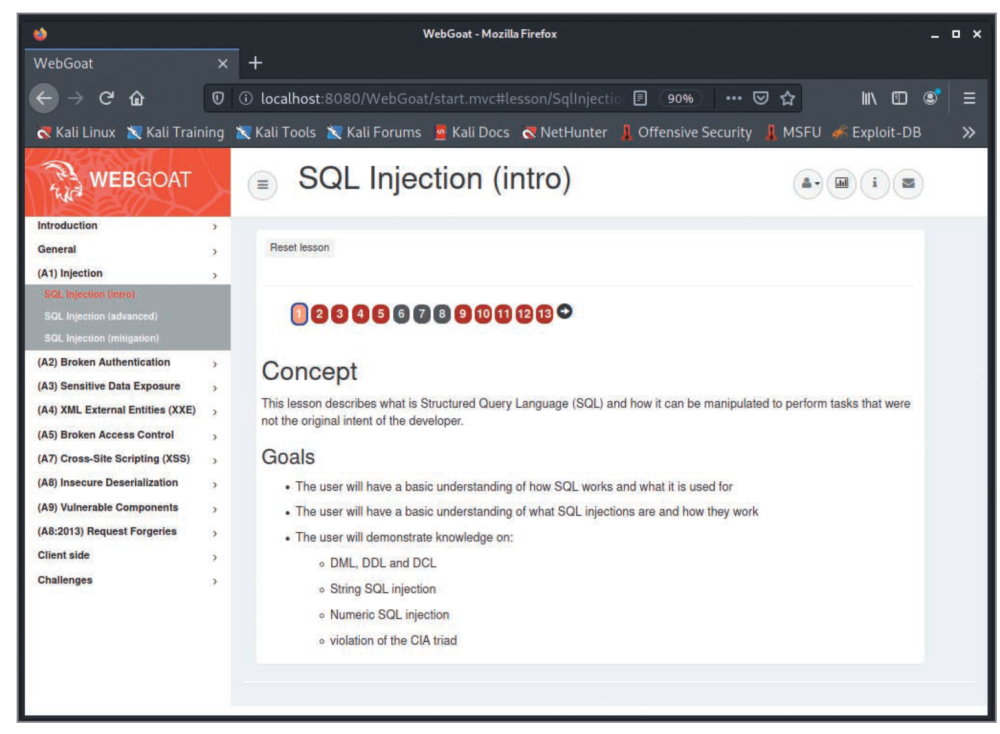 WebGoat - Mozilla Firefox
WebGoat
localhost:8080/WebGoat/start.mvc#lesson/SqlInjectio
90%
Kali Linux Kali Training Kali Tools Kali Forums Kali Docs NetHunter Offensive Security MSFU Exploit-DB
WEBGOAT
SQL Injection (intro)
Introduction
General
(A1) Injection
SQL Injection (intro)
SQL Injection (advanced)
SQL Injection (mitigation)
(A2) Broken Authentication
(A3) Sensitive Data Exposure
(A4) XML External Entities (XXE)
(A5) Broken Access Control
(A7) Cross-Site Scripting (XSS)
(A8) Insecure Deserialization
(A9) Vulnerable Components
(A8:2013) Request Forgeries
Client side
Challenges
Reset lesson
1 2 3 4 5 6 7 8 9 10 11 12 13
Concept
This lesson describes what is Structured Query Language (SQL) and how it can be manipulated to perform tasks that were
not the original intent of the developer.
Goals
• The user will have a basic understanding of how SQL works and what it is used for
• The user will have a basic understanding of what SQL injections are and how they work
• The user will demonstrate knowledge on:
◦ DML, DDL and DCL
◦ String SQL injection
◦ Numeric SQL injection
◦ violation of the CIA triad